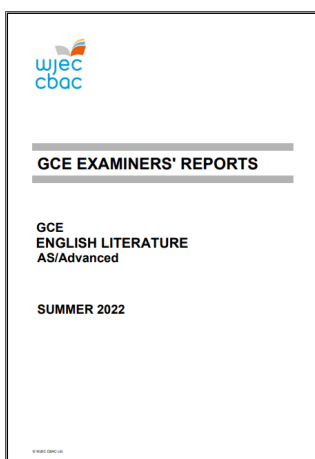 wjec
cbac
GCE EXAMINERS' REPORTS
GCE
ENGLISH LITERATURE
AS/Advanced
SUMMER 2022
© WJEC CBAC Ltd.